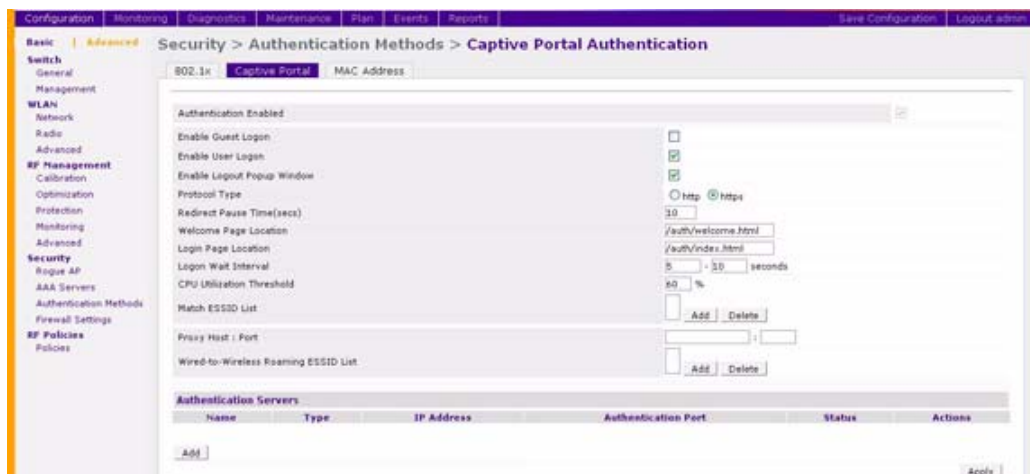 Configuration Monitoring Diagnostics Maintenance Plan Events Reports Save Configuration Logout admin
Basic | Advanced
Security > Authentication Methods > Captive Portal Authentication
Switch
General
Management
WLAN
Network
Radio
Advanced
RF Management
Calibration
Optimization
Protection
Monitoring
Advanced
Security
Rogue AP
AAA Servers
Authentication Methods
Firewall Settings
RF Policies
Policies
802.1x Captive Portal MAC Address
Authentication Enabled
Enable Guest Logon
Enable User Logon
Enable Logout Popup Window
Protocol Type http https
Redirect Pause Time(secs) 10
Welcome Page Location /auth/welcome.html
Login Page Location /auth/index.html
Logon Wait Interval 5 - 10 seconds
CPU Utilization Threshold 60 %
Match ESSID List Add Delete
Proxy Host : Port :
Wired-to-Wireless Roaming ESSID List Add Delete
Authentication Servers
Name Type IP Address Authentication Port Status Actions
Add
Apply